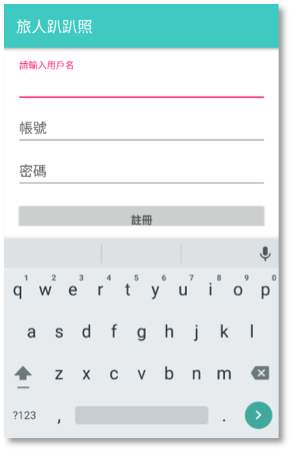 旅人趴趴照
請輸入用戶名
帳號
密碼
註冊
1 2 3 4 5 6 7 8 9 0
q w e r t y u i o p
a s d f g h j k l
z x c v b n m
?123 , .